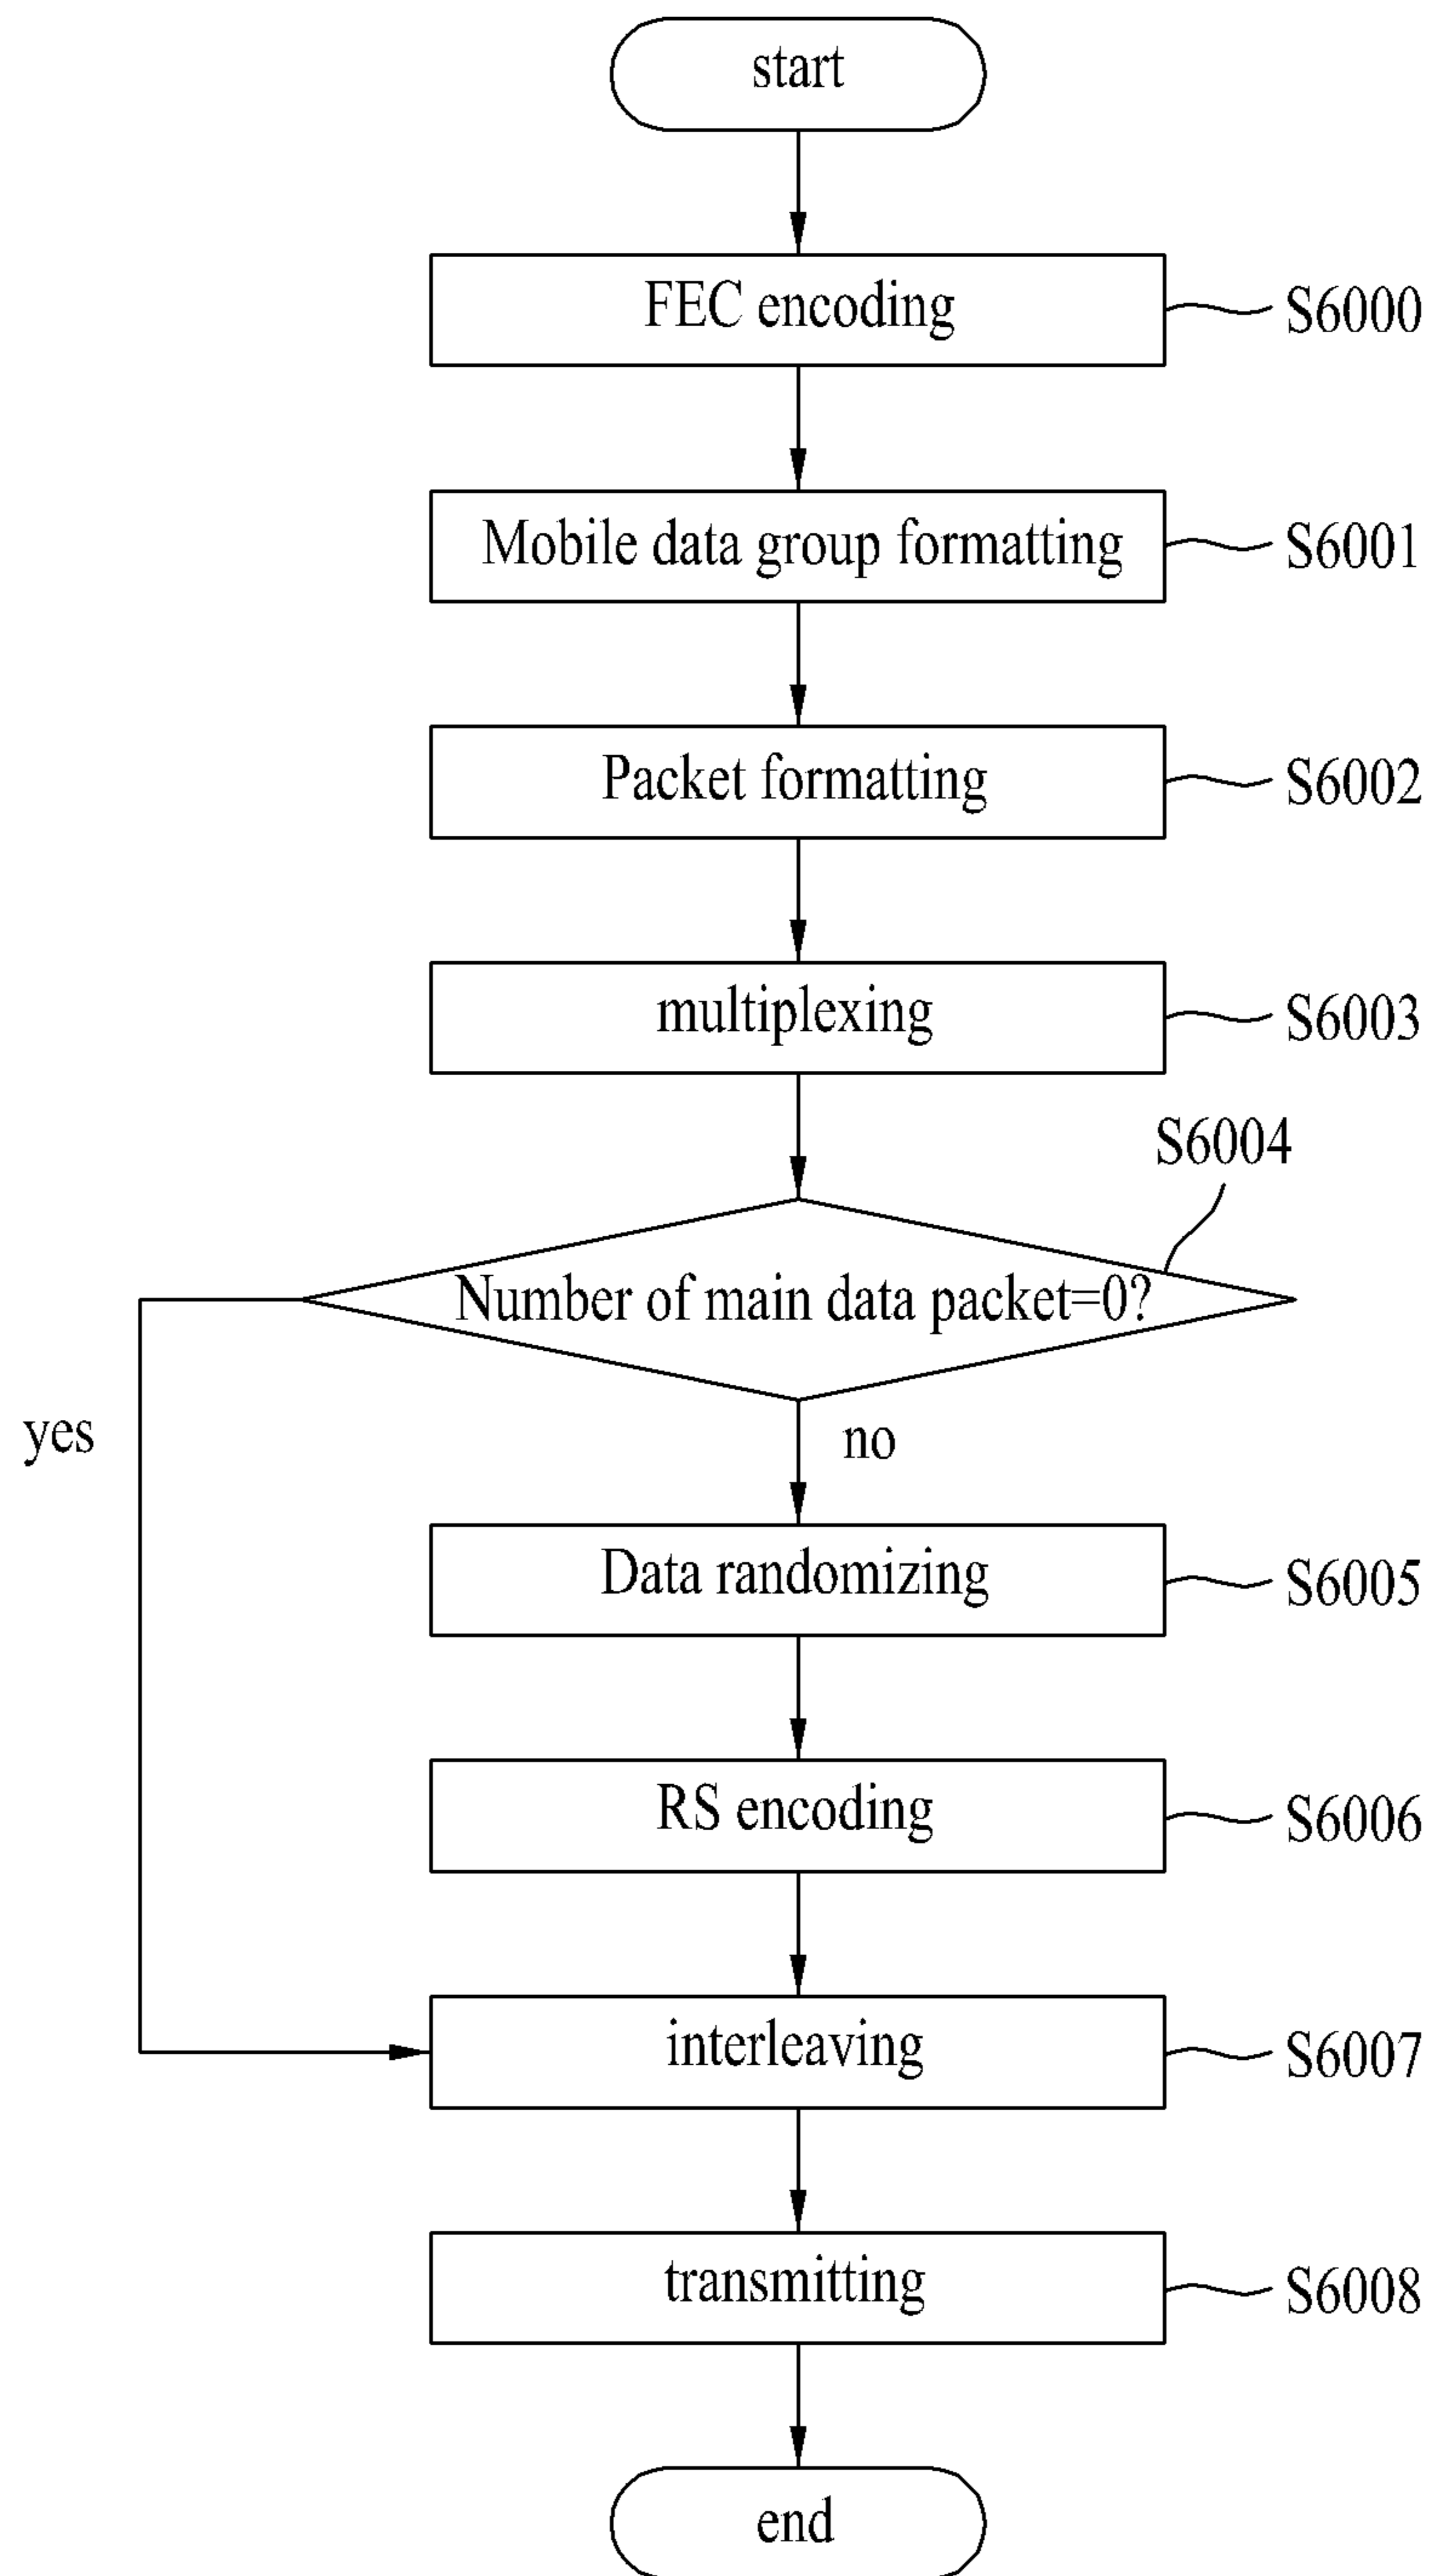 start
FEC encoding
S6000
Mobile data group formatting
S6001
Packet formatting
S6002
multiplexing
S6003
S6004
Number of main data packet=0?
yes
no
Data randomizing
S6005
RS encoding
S6006
interleaving
S6007
transmitting
S6008
end